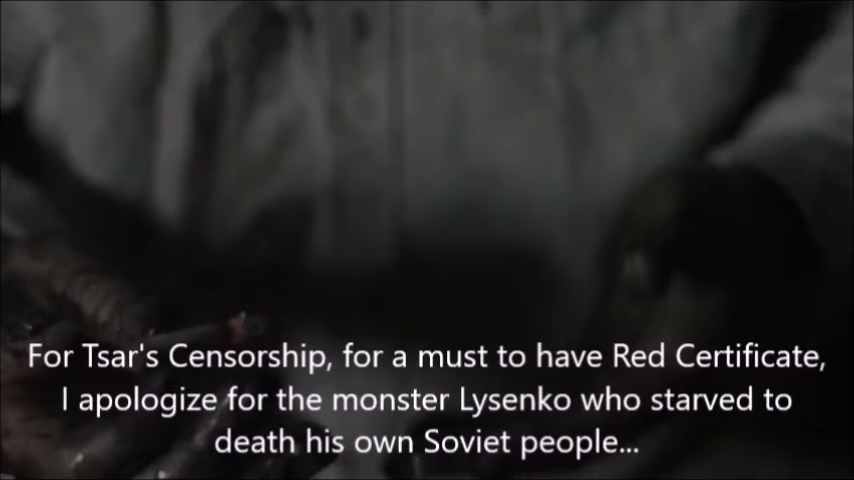 For Tsar's Censorship, for a must to have Red Certificate,
I apologize for the monster Lysenko who starved to
death his own Soviet people...